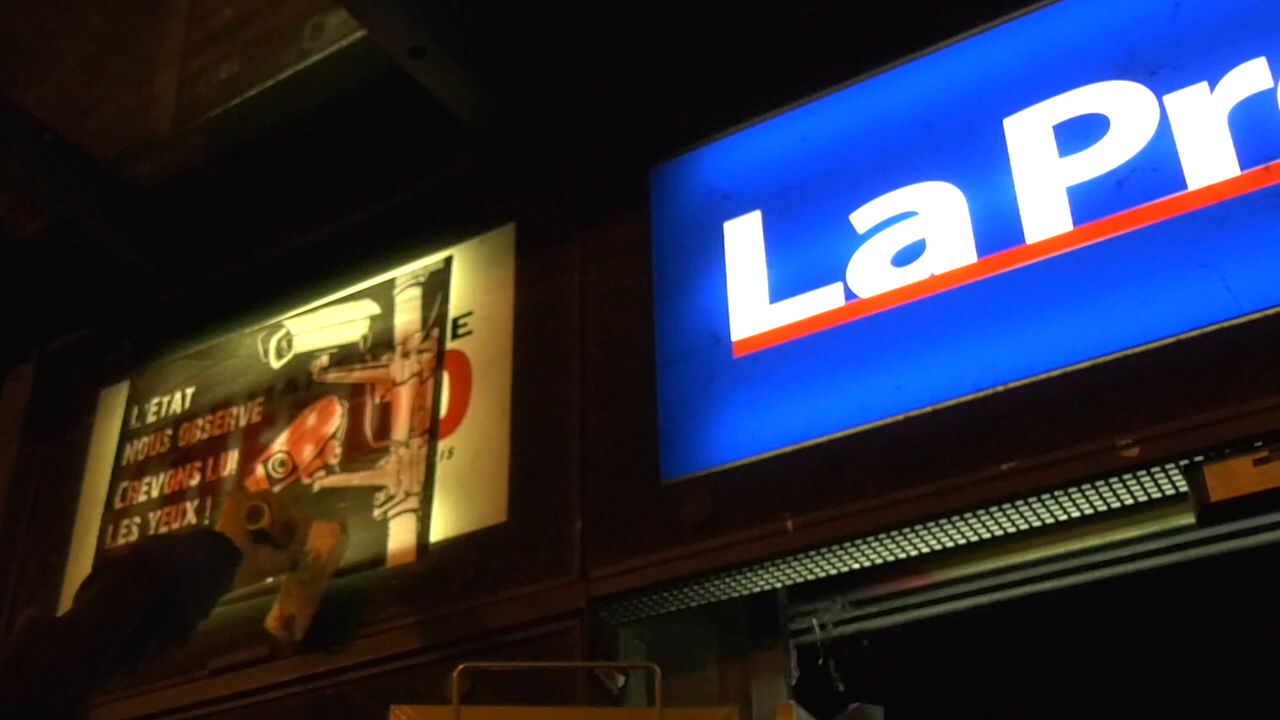 L'ETAT
NOUS OBSERVE
CREVONS LUI
LES YEUX !
E
La Pr